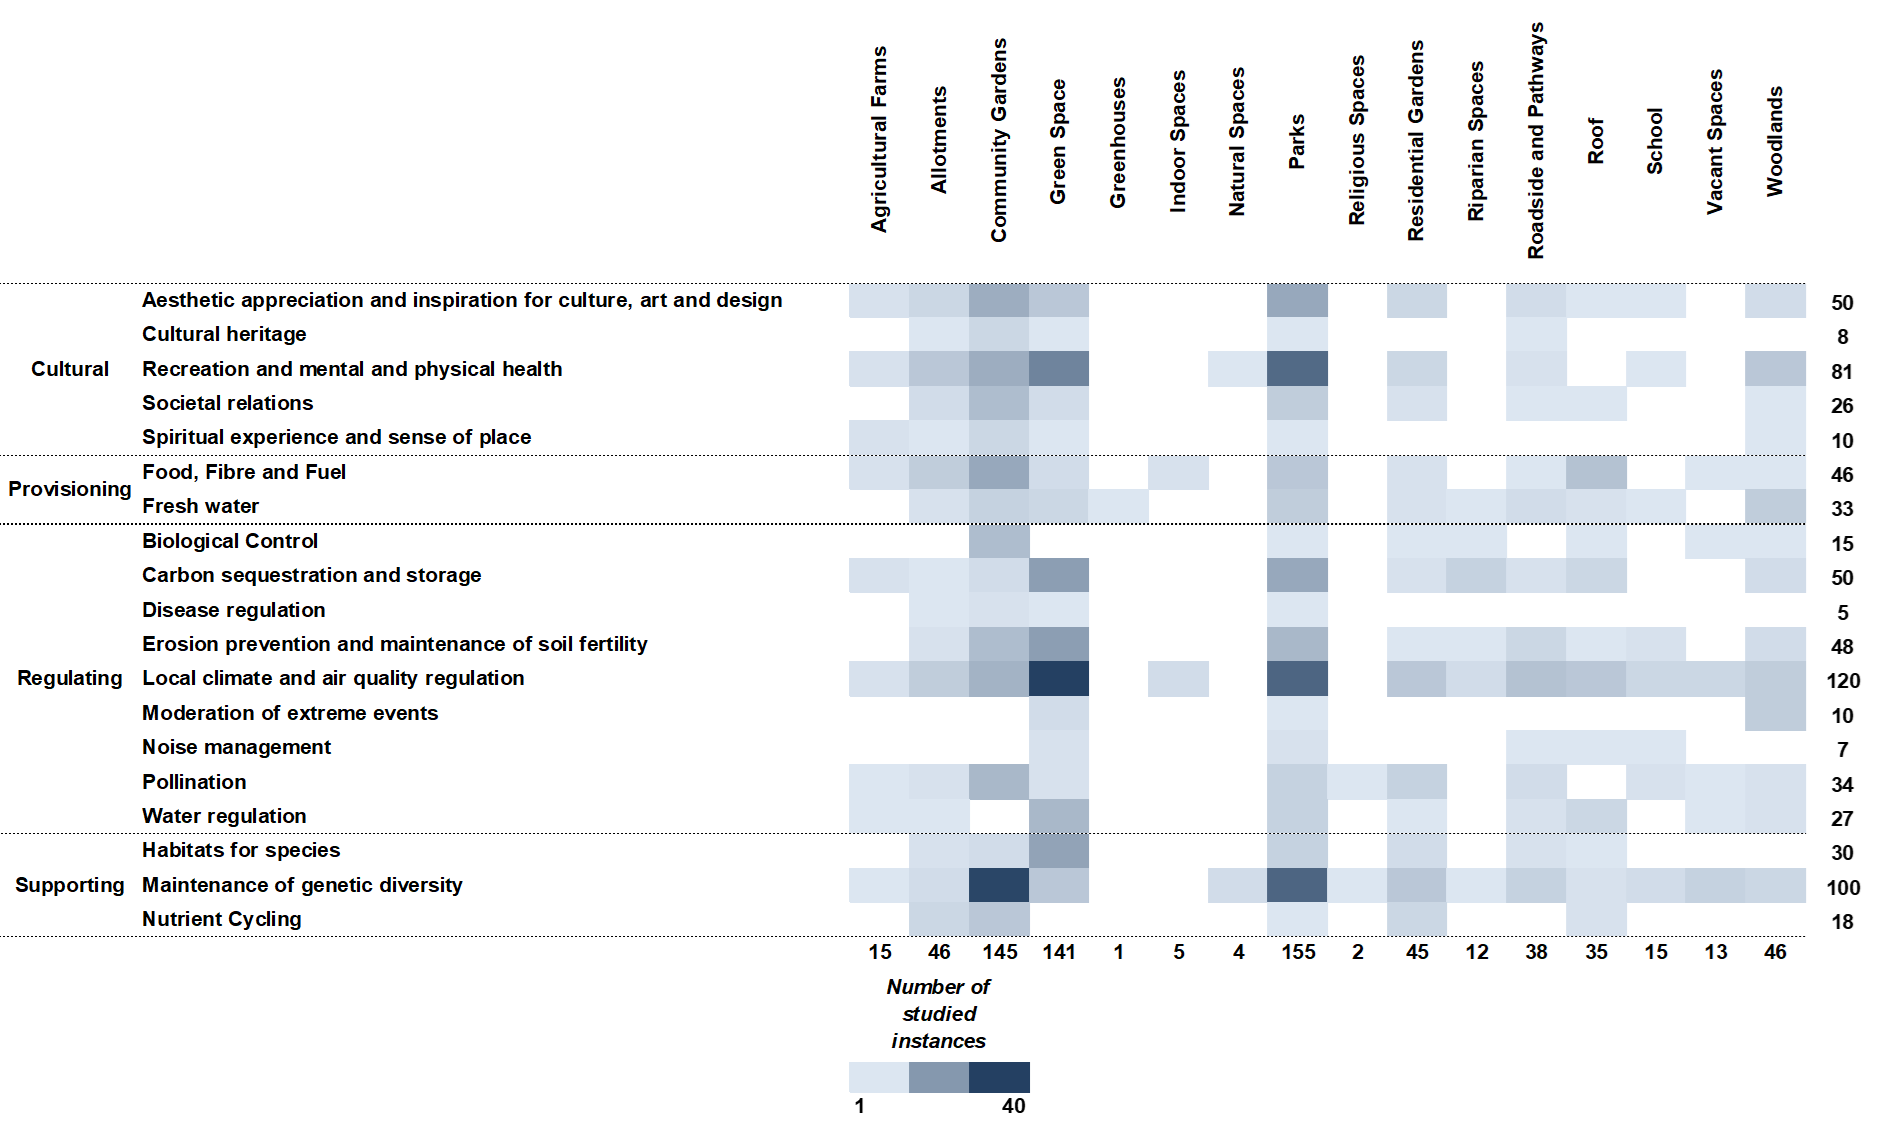 Agricultural Farms
Allotments
Community Gardens
Green Space
Greenhouses
Indoor Spaces
Natural Spaces
Parks
Religious Spaces
Residential Gardens
Riparian Spaces
Roadside and Pathways
Roof
School
Vacant Spaces
Woodlands
Cultural
Aesthetic appreciation and inspiration for culture, art and design 50
Cultural heritage 8
Recreation and mental and physical health 81
Societal relations 26
Spiritual experience and sense of place 10
Provisioning
Food, Fibre and Fuel 46
Fresh water 33
Regulating
Biological Control 15
Carbon sequestration and storage 50
Disease regulation 5
Erosion prevention and maintenance of soil fertility 48
Local climate and air quality regulation 120
Moderation of extreme events 10
Noise management 7
Pollination 34
Water regulation 27
Supporting
Habitats for species 30
Maintenance of genetic diversity 100
Nutrient Cycling 18
15 46 145 141 1 5 4 155 2 45 12 38 35 15 13 46
Number of
studied
instances
1 40